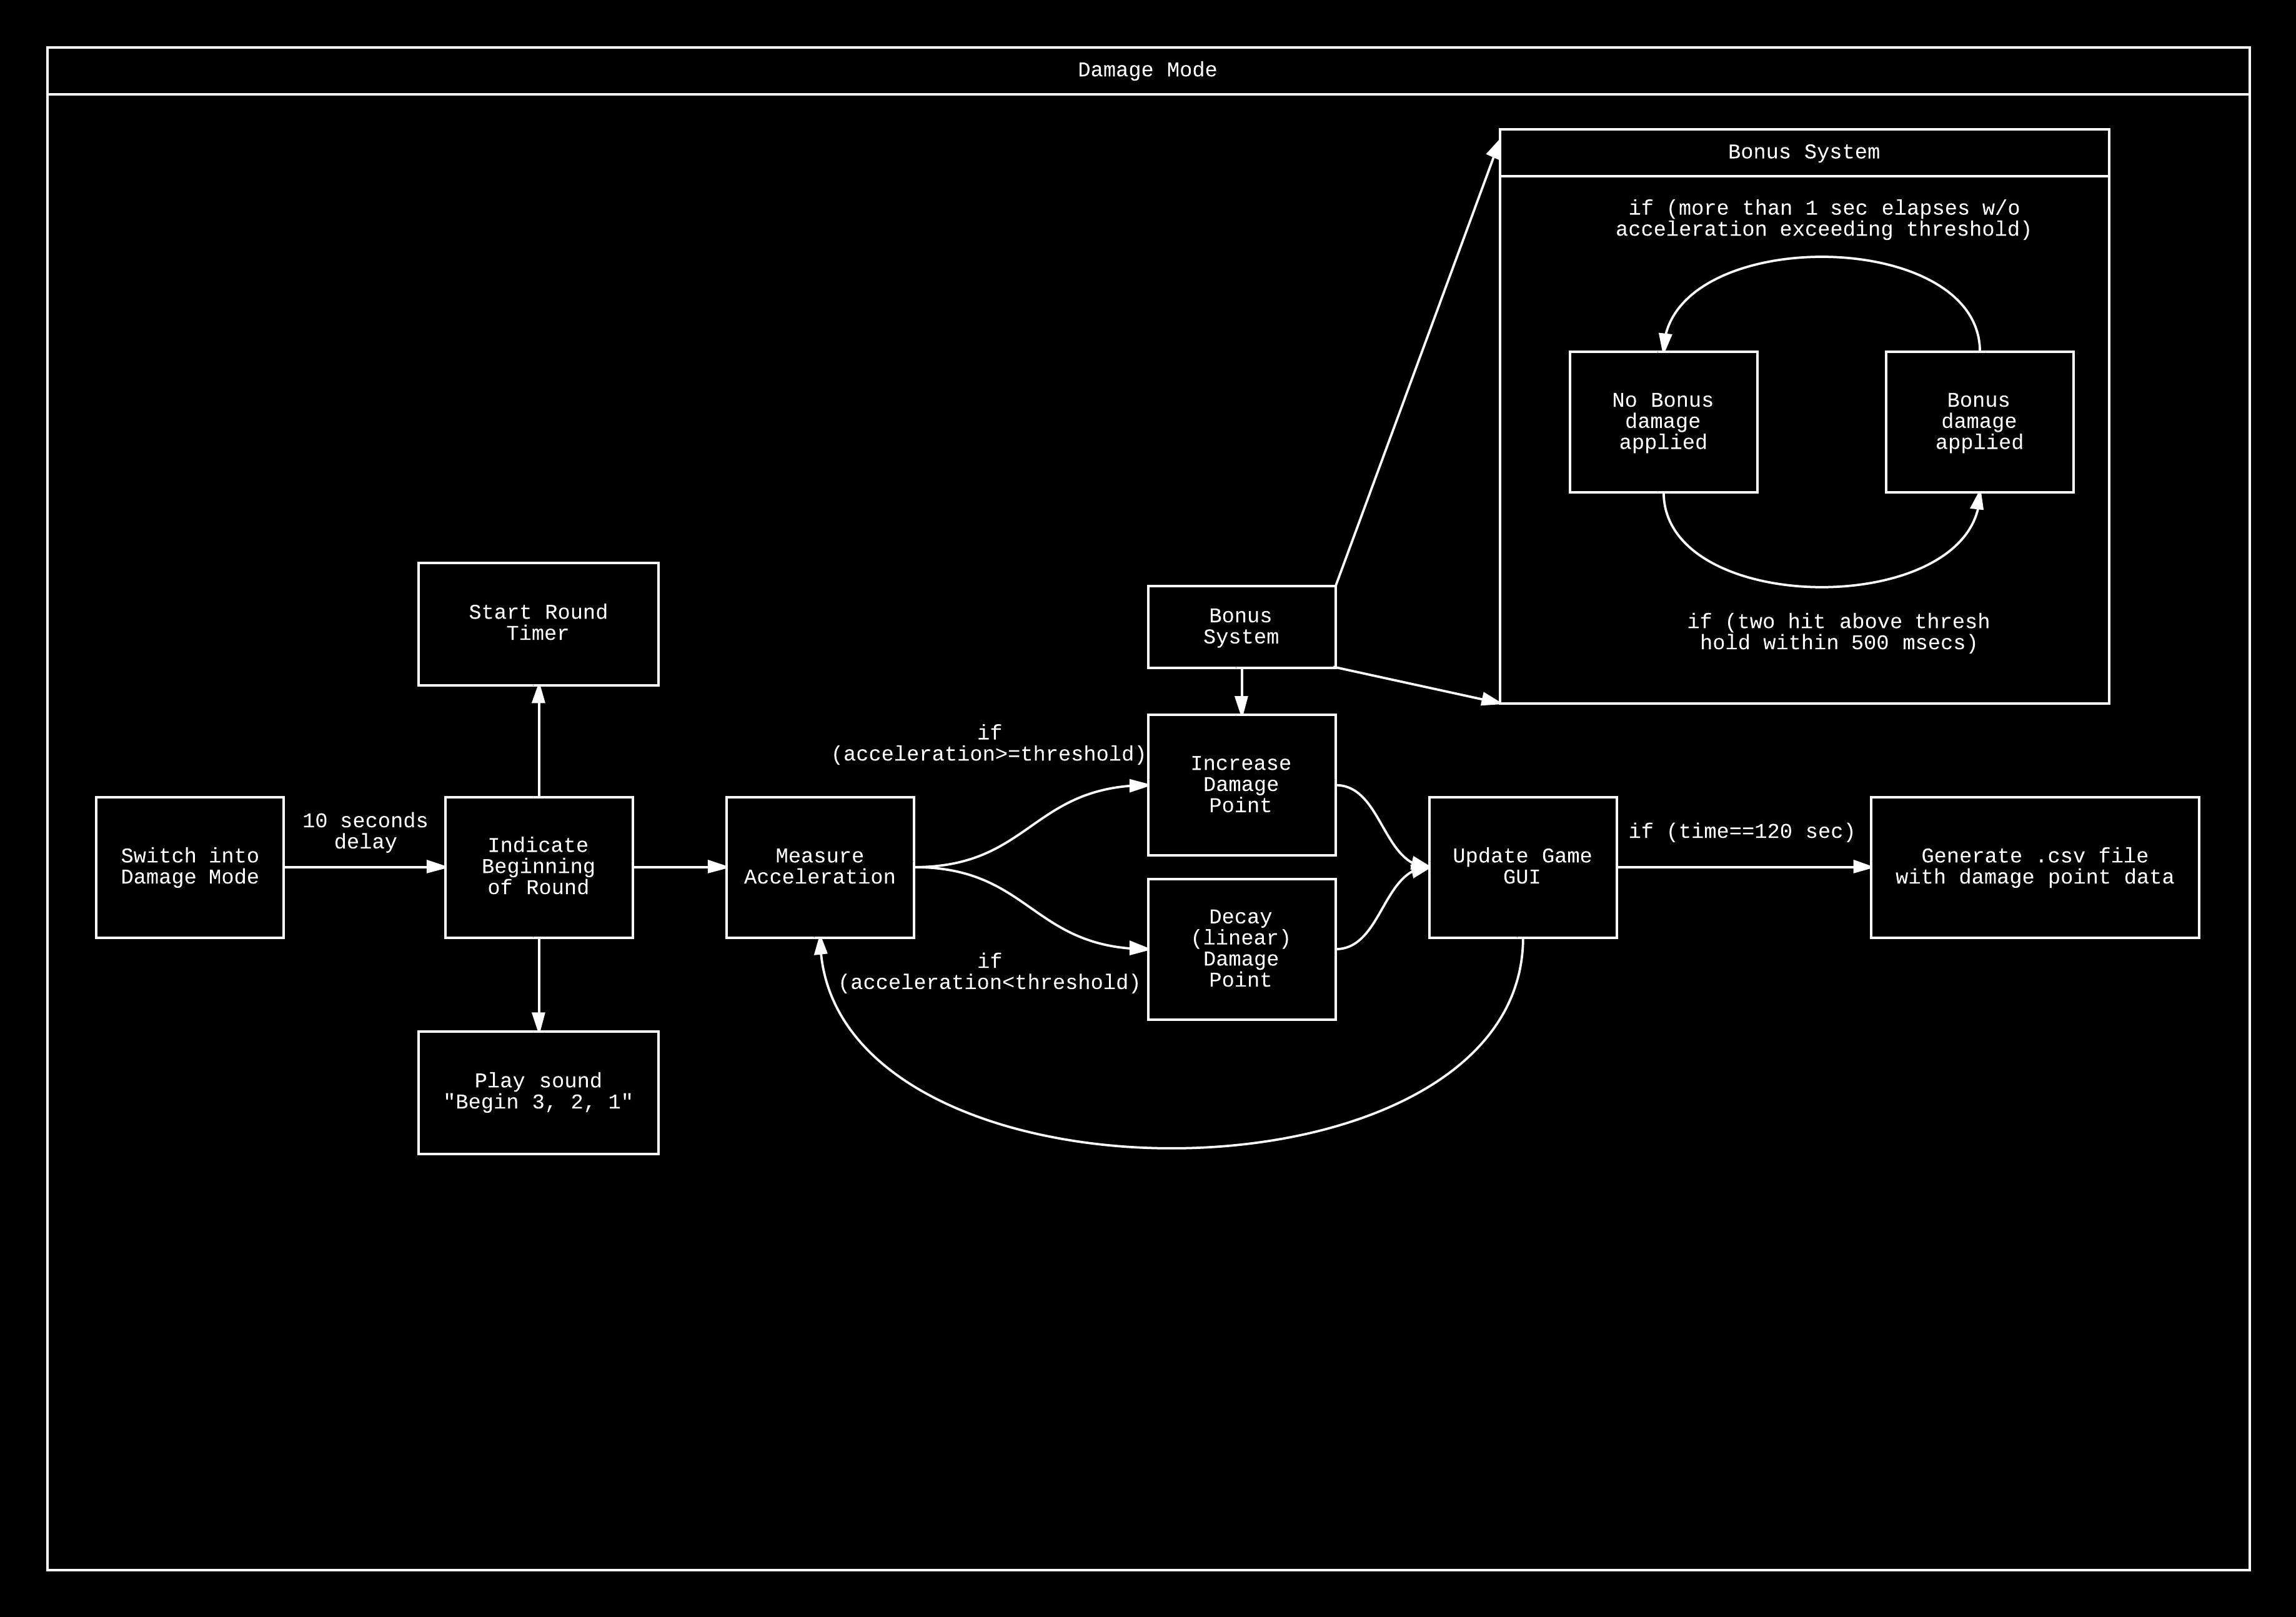 Damage Mode
Bonus System
if (more than 1 sec elapses w/o
acceleration exceeding threshold)
No Bonus
damage
applied
Bonus
damage
applied
if (two hit above thresh
hold within 500 msecs)
Start Round
Timer
Bonus
System
if
(acceleration>=threshold)
Increase
Damage
Point
Switch into
Damage Mode
10 seconds
delay
Indicate
Beginning
of Round
Measure
Acceleration
Update Game
GUI
if (time==120 sec)
Generate .csv file
with damage point data
if
(acceleration<threshold)
Decay
(linear)
Damage
Point
Play sound
"Begin 3, 2, 1"